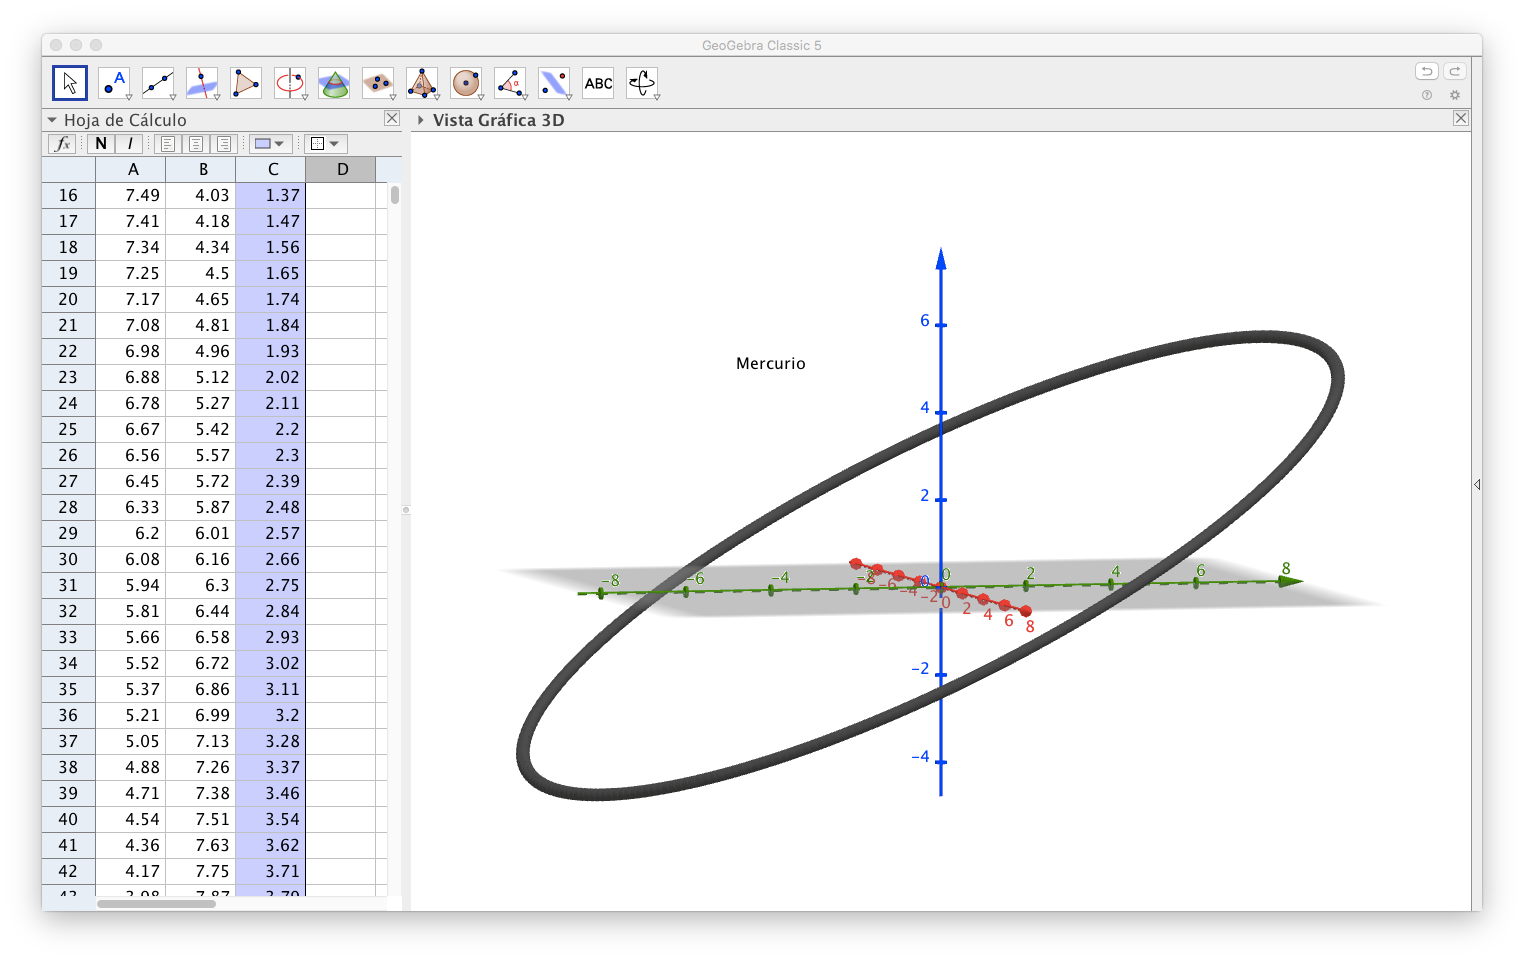 GeoGebra Classic 5
A
α
ABC
Hoja de Cálculo
Vista Gráfica 3D
fx N I
A B C D
16 7.49 4.03 1.37
17 7.41 4.18 1.47
18 7.34 4.34 1.56
19 7.25 4.5 1.65
20 7.17 4.65 1.74
21 7.08 4.81 1.84
22 6.98 4.96 1.93
23 6.88 5.12 2.02
24 6.78 5.27 2.11
25 6.67 5.42 2.2
26 6.56 5.57 2.3
27 6.45 5.72 2.39
28 6.33 5.87 2.48
29 6.2 6.01 2.57
30 6.08 6.16 2.66
31 5.94 6.3 2.75
32 5.81 6.44 2.84
33 5.66 6.58 2.93
34 5.52 6.72 3.02
35 5.37 6.86 3.11
36 5.21 6.99 3.2
37 5.05 7.13 3.28
38 4.88 7.26 3.37
39 4.71 7.38 3.46
40 4.54 7.51 3.54
41 4.36 7.63 3.62
42 4.17 7.75 3.71
43 3.98 7.87 3.79
6
Mercurio
4
2
−8 −6 −4 −2 0 0 2 4 6 8
−6 −4 −2 0 2 4 6 8
−2
−4